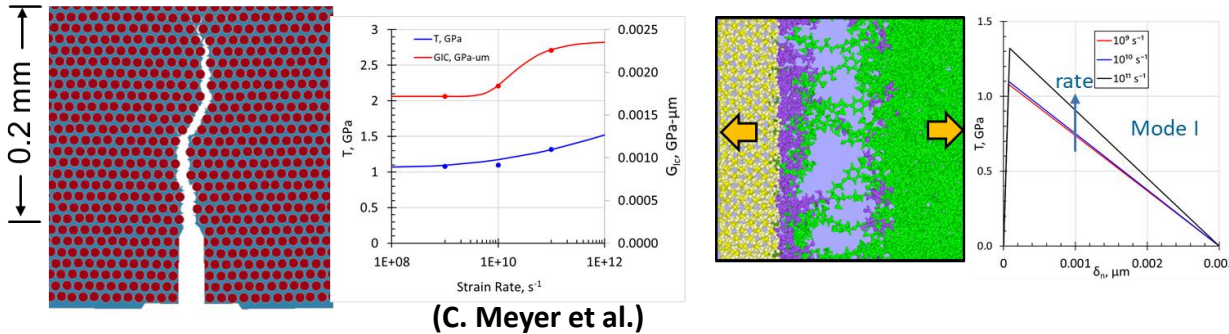 0.2 mm
T, GPa
GIC, GPa-um
3
2.5
2
1.5
1
0.5
0
T, GPa
0.0025
0.0020
0.0015
0.0010
0.0005
0.0000
G_Ic, GPa-μm
1E+08
1E+10
1E+12
Strain Rate, s⁻¹
(C. Meyer et al.)
1.5
1.0
0.5
0.0
T, GPa
10⁹ s⁻¹
10¹⁰ s⁻¹
10¹¹ s⁻¹
rate
Mode I
0
0.001
0.002
δₙ, μm